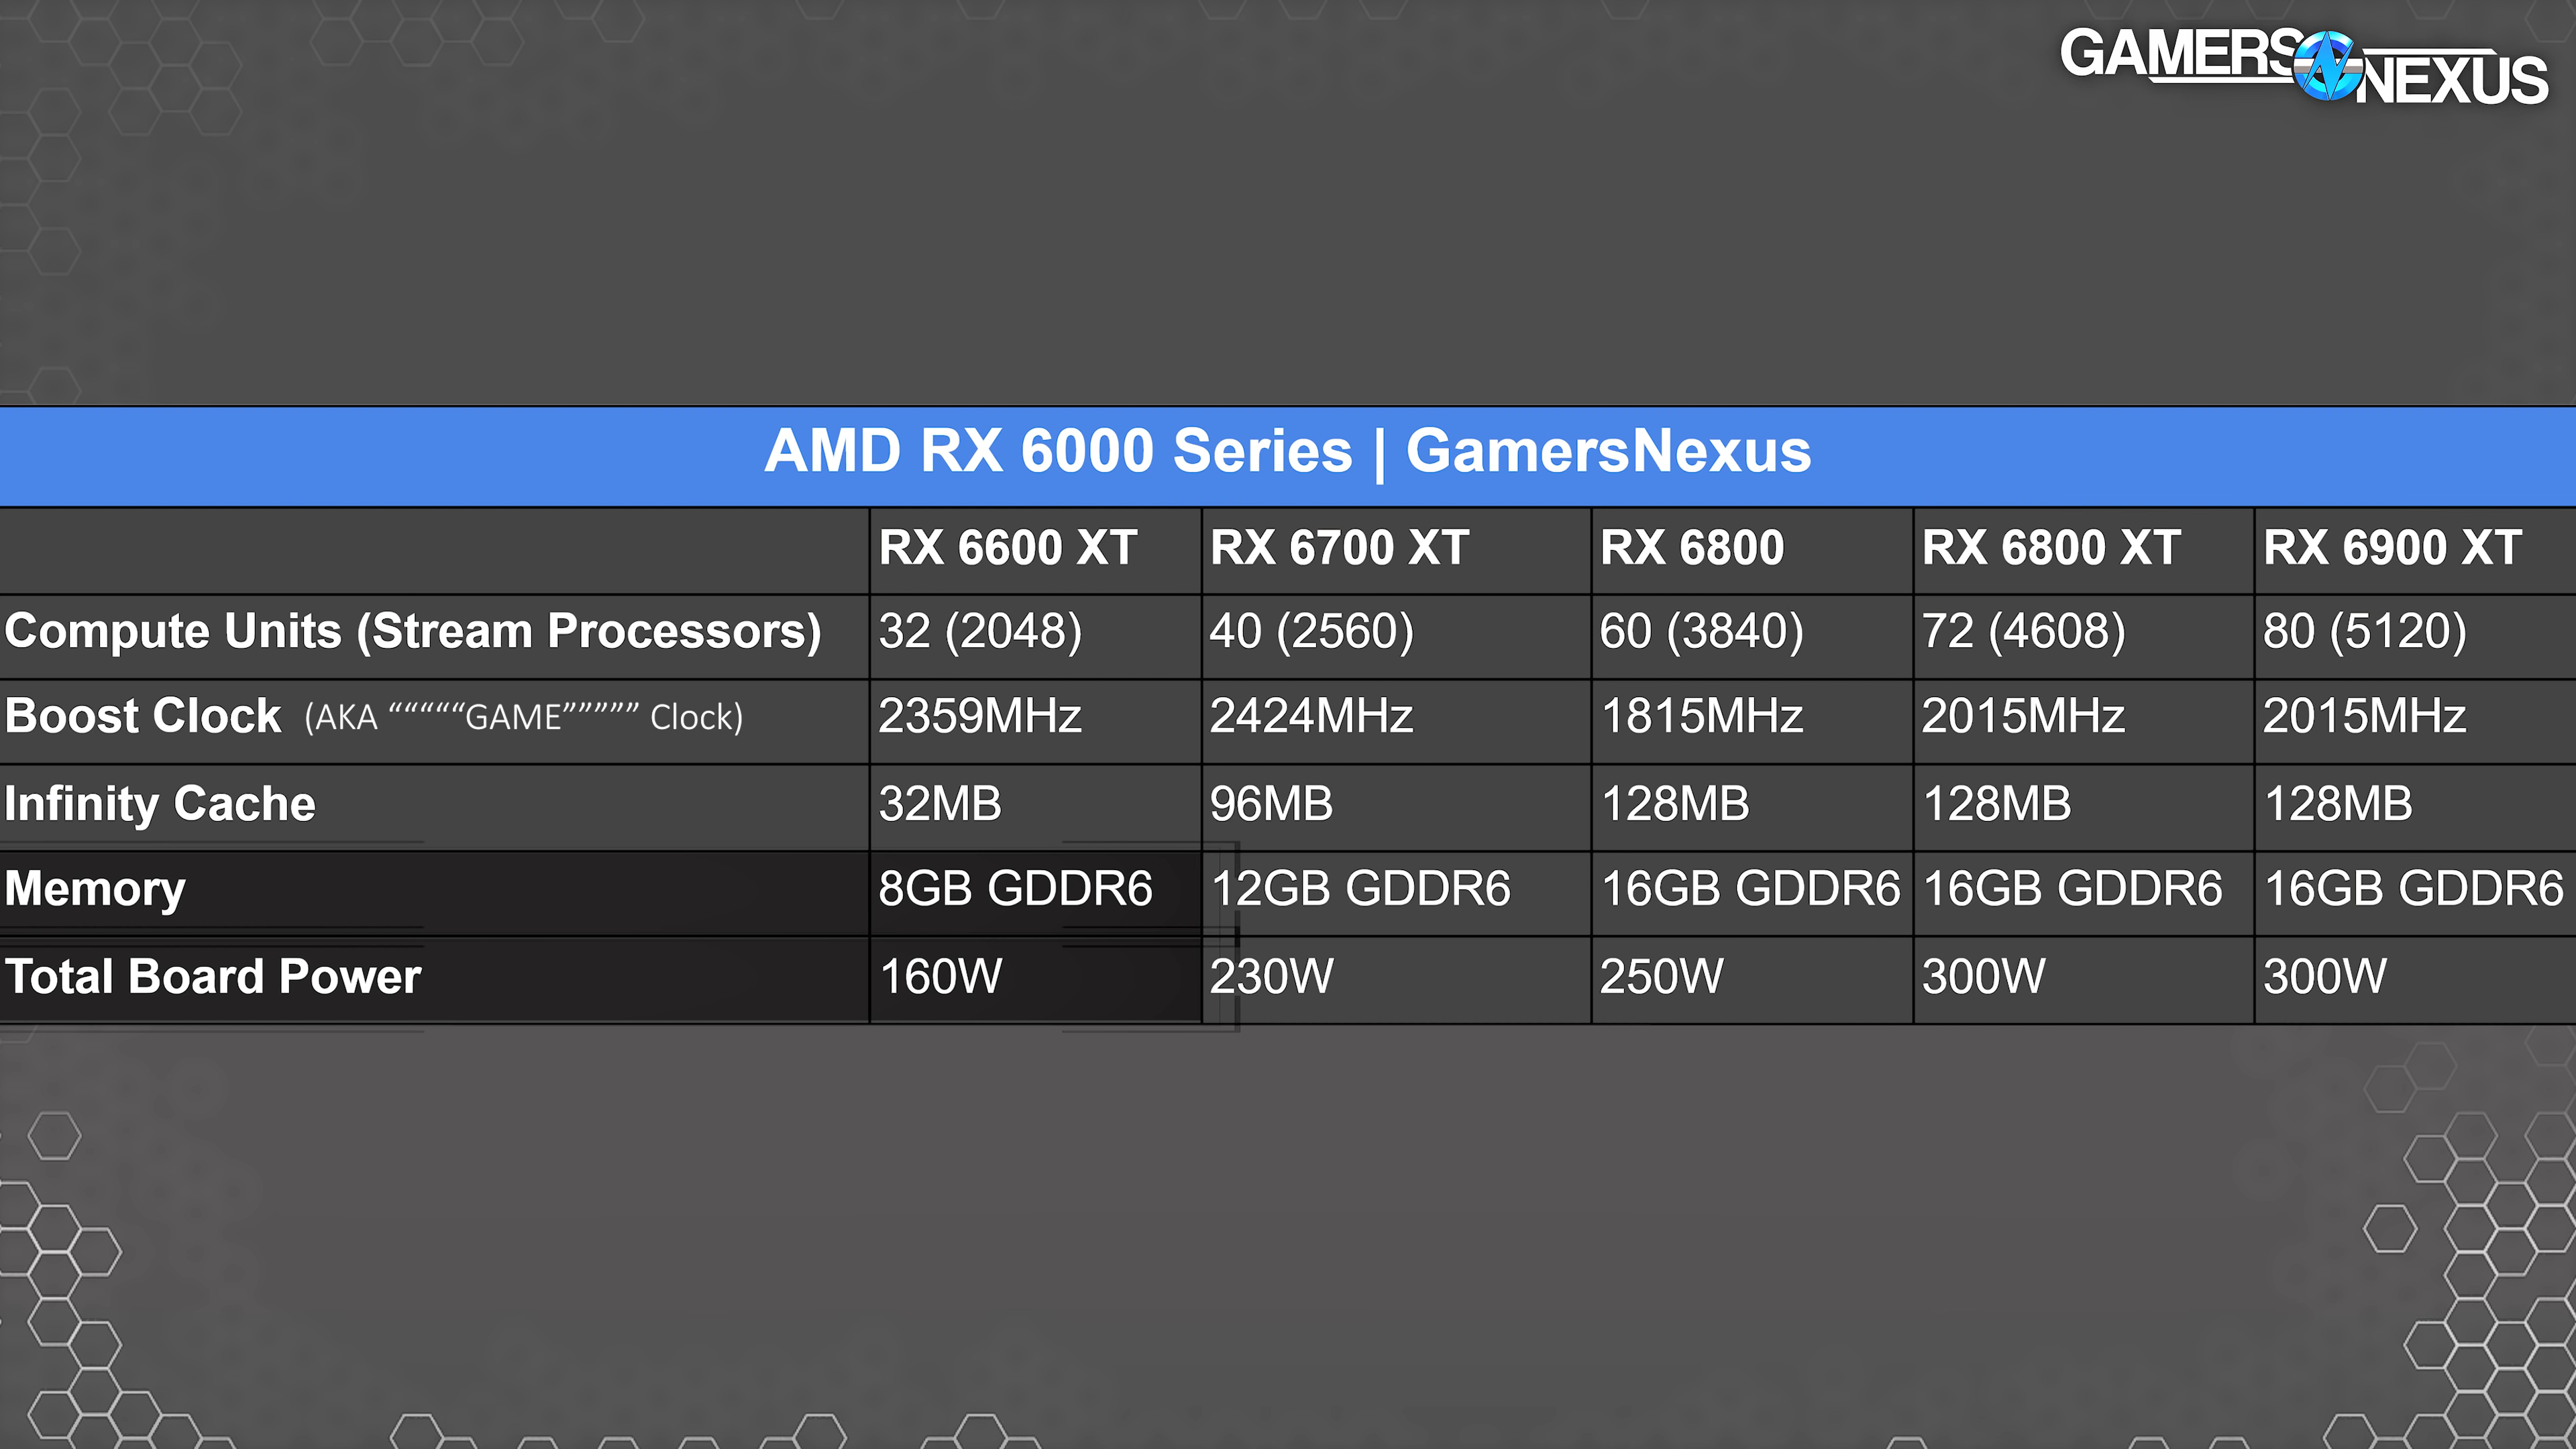 GAMERS NEXUS
AMD RX 6000 Series | GamersNexus
RX 6600 XT RX 6700 XT RX 6800 RX 6800 XT RX 6900 XT
Compute Units (Stream Processors) 32 (2048) 40 (2560) 60 (3840) 72 (4608) 80 (5120)
Boost Clock (AKA “““““GAME””””” Clock) 2359MHz 2424MHz 1815MHz 2015MHz 2015MHz
Infinity Cache 32MB 96MB 128MB 128MB 128MB
Memory 8GB GDDR6 12GB GDDR6 16GB GDDR6 16GB GDDR6 16GB GDDR6
Total Board Power 160W 230W 250W 300W 300W